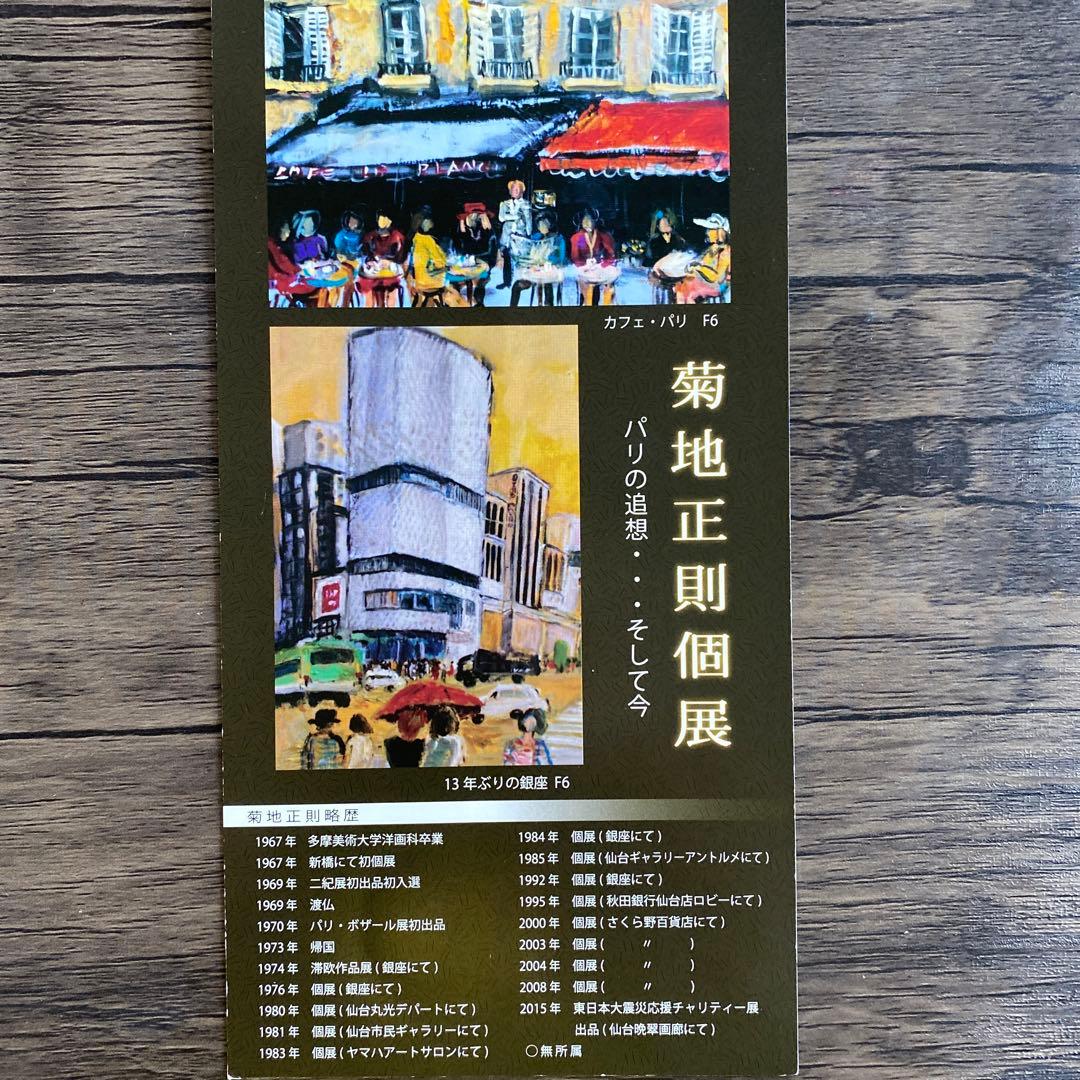 CAFE LE BLANC
カフェ・パリ F6
菊地正則個展
パリの追想・・・そして今
13年ぶりの銀座 F6
菊地正則略歴
1967年 多摩美術大学洋画科卒業
1967年 新橋にて初個展
1969年 二紀展初出品初入選
1969年 渡仏
1970年 パリ・ボザール展初出品
1973年 帰国
1974年 滞欧作品展(銀座にて)
1976年 個展(銀座にて)
1980年 個展(仙台丸光デパートにて)
1981年 個展(仙台市民ギャラリーにて)
1983年 個展(ヤマハアートサロンにて)
1984年 個展(銀座にて)
1985年 個展(仙台ギャラリーアントルメにて)
1992年 個展(銀座にて)
1995年 個展(秋田銀行仙台店ロビーにて)
2000年 個展(さくら野百貨店にて)
2003年 個展( 〃 )
2004年 個展( 〃 )
2008年 個展( 〃 )
2015年 東日本大震災応援チャリティー展
出品(仙台晩翠画廊にて)
○無所属